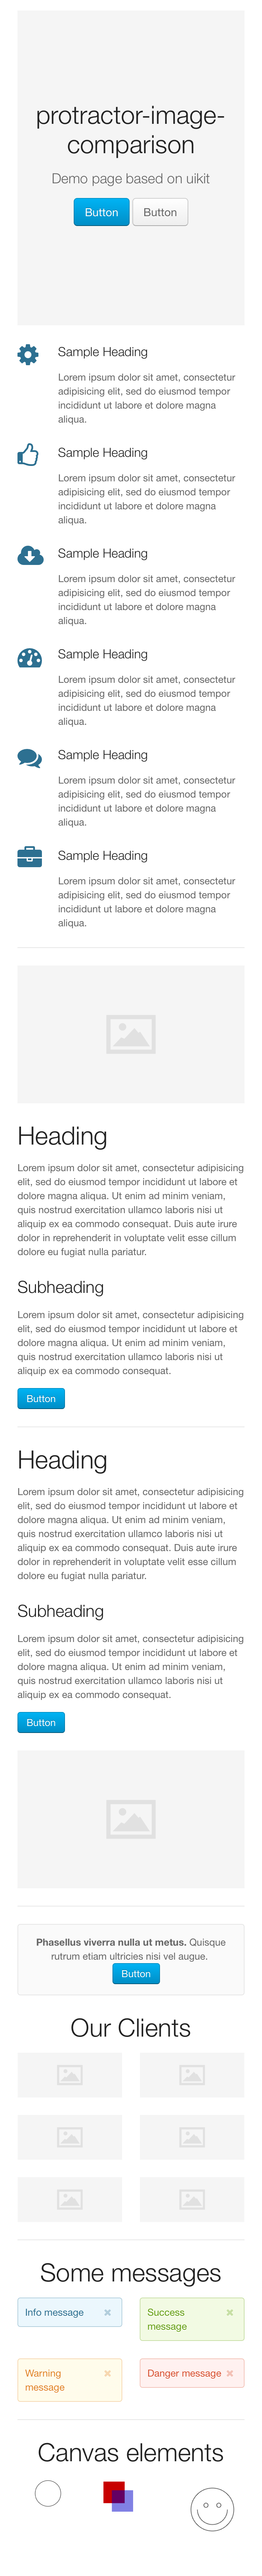 protractor-image-
comparison
Demo page based on uikit
Button Button
Sample Heading
Lorem ipsum dolor sit amet, consectetur
adipisicing elit, sed do eiusmod tempor
incididunt ut labore et dolore magna
aliqua.
Sample Heading
Lorem ipsum dolor sit amet, consectetur
adipisicing elit, sed do eiusmod tempor
incididunt ut labore et dolore magna
aliqua.
Sample Heading
Lorem ipsum dolor sit amet, consectetur
adipisicing elit, sed do eiusmod tempor
incididunt ut labore et dolore magna
aliqua.
Sample Heading
Lorem ipsum dolor sit amet, consectetur
adipisicing elit, sed do eiusmod tempor
incididunt ut labore et dolore magna
aliqua.
Sample Heading
Lorem ipsum dolor sit amet, consectetur
adipisicing elit, sed do eiusmod tempor
incididunt ut labore et dolore magna
aliqua.
Sample Heading
Lorem ipsum dolor sit amet, consectetur
adipisicing elit, sed do eiusmod tempor
incididunt ut labore et dolore magna
aliqua.
Heading
Lorem ipsum dolor sit amet, consectetur adipisicing
elit, sed do eiusmod tempor incididunt ut labore et
dolore magna aliqua. Ut enim ad minim veniam,
quis nostrud exercitation ullamco laboris nisi ut
aliquip ex ea commodo consequat. Duis aute irure
dolor in reprehenderit in voluptate velit esse cillum
dolore eu fugiat nulla pariatur.
Subheading
Lorem ipsum dolor sit amet, consectetur adipisicing
elit, sed do eiusmod tempor incididunt ut labore et
dolore magna aliqua. Ut enim ad minim veniam,
quis nostrud exercitation ullamco laboris nisi ut
aliquip ex ea commodo consequat.
Button
Heading
Lorem ipsum dolor sit amet, consectetur adipisicing
elit, sed do eiusmod tempor incididunt ut labore et
dolore magna aliqua. Ut enim ad minim veniam,
quis nostrud exercitation ullamco laboris nisi ut
aliquip ex ea commodo consequat. Duis aute irure
dolor in reprehenderit in voluptate velit esse cillum
dolore eu fugiat nulla pariatur.
Subheading
Lorem ipsum dolor sit amet, consectetur adipisicing
elit, sed do eiusmod tempor incididunt ut labore et
dolore magna aliqua. Ut enim ad minim veniam,
quis nostrud exercitation ullamco laboris nisi ut
aliquip ex ea commodo consequat.
Button
Phasellus viverra nulla ut metus. Quisque
rutrum etiam ultricies nisi vel augue.
Button
Our Clients
Some messages
Info message
Success
message
Warning
message
Danger message
Canvas elements